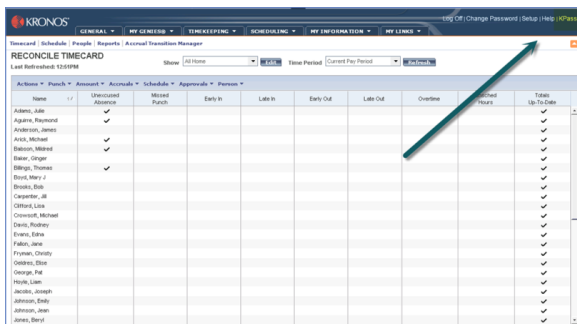 KRONOS®
Log Off | Change Password | Setup | Help | KPass
GENERAL MY GENIES® TIMEKEEPING SCHEDULING MY INFORMATION MY LINKS
Timecard | Schedule | People | Reports | Accrual Transition Manager
RECONCILE TIMECARD
Last Refreshed: 12:51PM
Show All Home Edit Time Period Current Pay Period Refresh
Actions Punch Amount Accruals Schedule Approvals Person
Name Unexcused Absence Missed Punch Early In Late In Early Out Late Out Overtime Hours Totals Up-To-Date
Adams, Julie
Aguirre, Raymond
Anderson, James
Arick, Michael
Babson, Mildred
Baker, Ginger
Billings, Thomas
Boyd, Mary J
Brooks, Bob
Carpenter, Jill
Clifford, Lisa
Crowsoft, Michael
Davis, Rodney
Evans, Edna
Fallon, Jane
Fryman, Christy
Geldres, Elise
George, Pat
Hoyle, Liam
Jacobs, Joseph
Johnson, Emily
Johnson, Jean
Jones, Beryl